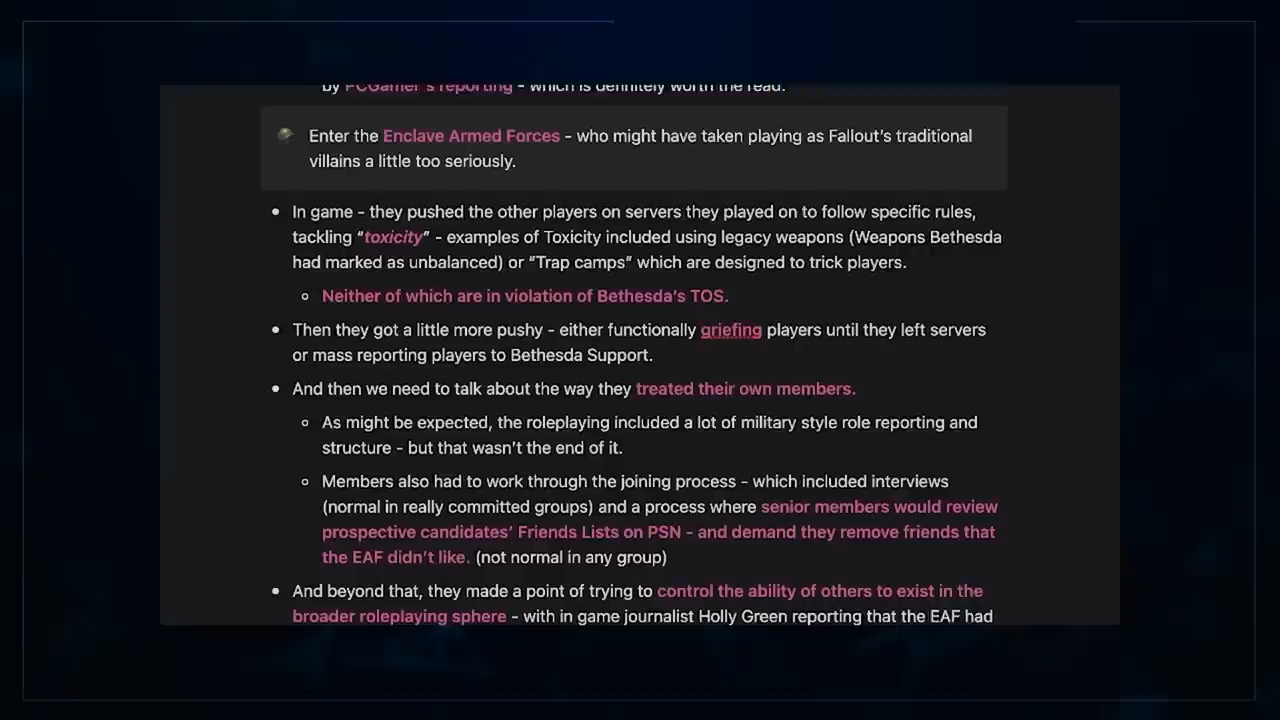 by PCGamer's reporting - which is definitely worth the read.
Enter the Enclave Armed Forces - who might have taken playing as Fallout's traditional
villains a little too seriously.
• In game - they pushed the other players on servers they played on to follow specific rules,
tackling “toxicity” - examples of Toxicity included using legacy weapons (Weapons Bethesda
had marked as unbalanced) or “Trap camps” which are designed to trick players.
◦ Neither of which are in violation of Bethesda's TOS.
• Then they got a little more pushy - either functionally griefing players until they left servers
or mass reporting players to Bethesda Support.
• And then we need to talk about the way they treated their own members.
◦ As might be expected, the roleplaying included a lot of military style role reporting and
structure - but that wasn't the end of it.
◦ Members also had to work through the joining process - which included interviews
(normal in really committed groups) and a process where senior members would review
prospective candidates' Friends Lists on PSN - and demand they remove friends that
the EAF didn't like. (not normal in any group)
• And beyond that, they made a point of trying to control the ability of others to exist in the
broader roleplaying sphere - with in game journalist Holly Green reporting that the EAF had